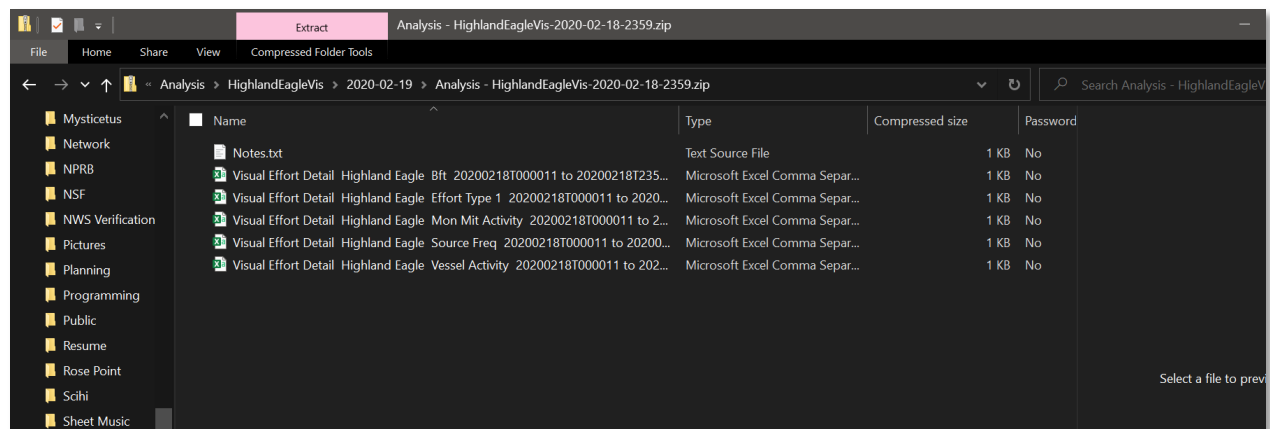 Extract Analysis - HighlandEagleVis-2020-02-18-2359.zip
File Home Share View Compressed Folder Tools
« Analysis > HighlandEagleVis > 2020-02-19 > Analysis - HighlandEagleVis-2020-02-18-2359.zip Search Analysis - HighlandEagleV
Mysticetus
Network
NPRB
NSF
NWS Verification
Pictures
Planning
Programming
Public
Resume
Rose Point
Scihi
Sheet Music
Name Type Compressed size Password
Notes.txt Text Source File 1 KB No
Visual Effort Detail Highland Eagle Bft 20200218T000011 to 20200218T235... Microsoft Excel Comma Separ... 1 KB No
Visual Effort Detail Highland Eagle Effort Type 1 20200218T000011 to 2020... Microsoft Excel Comma Separ... 1 KB No
Visual Effort Detail Highland Eagle Mon Mit Activity 20200218T000011 to 2... Microsoft Excel Comma Separ... 1 KB No
Visual Effort Detail Highland Eagle Source Freq 20200218T000011 to 20200... Microsoft Excel Comma Separ... 1 KB No
Visual Effort Detail Highland Eagle Vessel Activity 20200218T000011 to 202... Microsoft Excel Comma Separ... 1 KB No
Select a file to previ